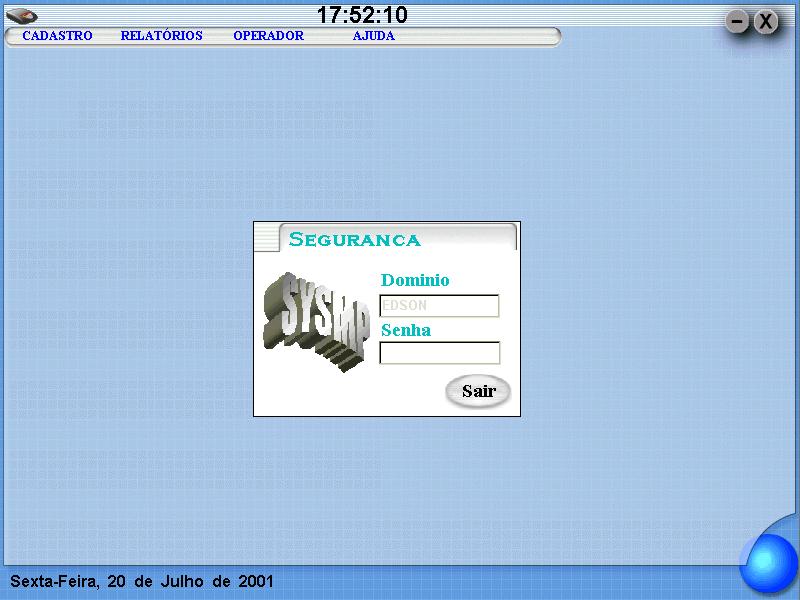 17:52:10
CADASTRO RELATÓRIOS OPERADOR AJUDA
SEGURANCA
SYSMP
Dominio
EDSON
Senha
Sair
Sexta-Feira, 20 de Julho de 2001